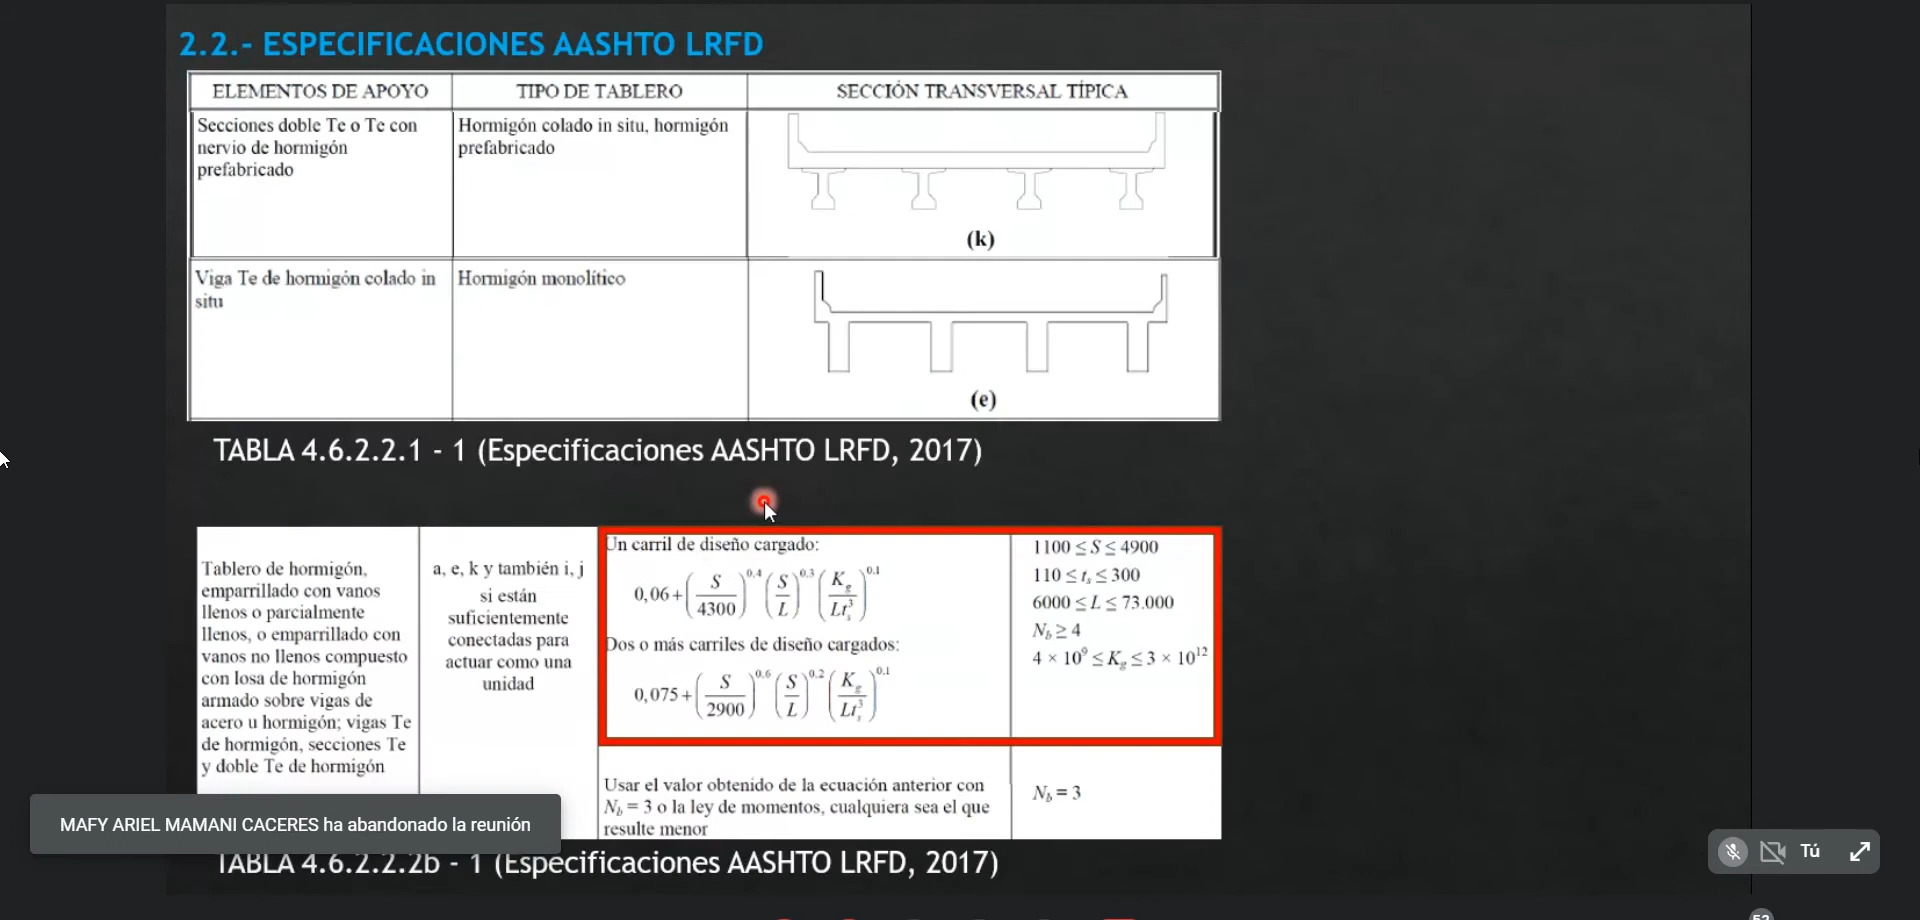 2.2.- ESPECIFICACIONES AASHTO LRFD
ELEMENTOS DE APOYO
TIPO DE TABLERO
SECCIÓN TRANSVERSAL TÍPICA
Secciones doble Te o Te con
nervio de hormigón
prefabricado
Hormigón colado in situ, hormigón
prefabricado
(k)
Viga Te de hormigón colado in
situ
Hormigón monolítico
(e)
TABLA 4.6.2.2.1 - 1 (Especificaciones AASHTO LRFD, 2017)
Tablero de hormigón,
emparrillado con vanos
llenos o parcialmente
llenos, o emparrillado con
vanos no llenos compuesto
con losa de hormigón
armado sobre vigas de
acero u hormigón; vigas Te
de hormigón, secciones Te
y doble Te de hormigón
a, e, k y también i, j
si están
suficientemente
conectadas para
actuar como una
unidad
Un carril de diseño cargado:
0,06+(S/4300)^0.4 (S/L)^0.3 (K_g/Lt_s^3)^0.1
Dos o más carriles de diseño cargados:
0,075+(S/2900)^0.6 (S/L)^0.2 (K_g/Lt_s^3)^0.1
1100 ≤ S ≤ 4900
110 ≤ t_s ≤ 300
6000 ≤ L ≤ 73.000
N_b ≥ 4
4 × 10^9 ≤ K_g ≤ 3 × 10^12
Usar el valor obtenido de la ecuación anterior con
N_b = 3 o la ley de momentos, cualquiera sea el que
resulte menor
N_b = 3
MAFY ARIEL MAMANI CACERES ha abandonado la reunión
TABLA 4.6.2.2.2b - 1 (Especificaciones AASHTO LRFD, 2017)
Tú